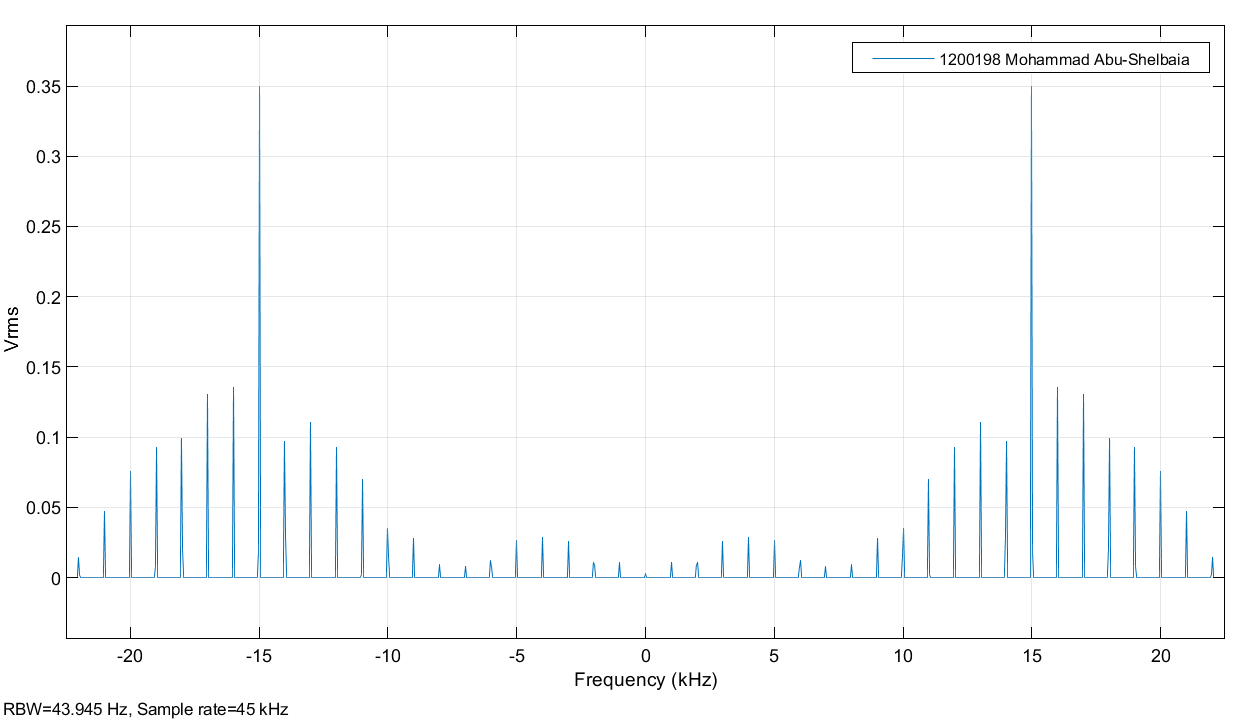 1200198 Mohammad Abu-Shelbaia
0.35
0.3
0.25
0.2
0.15
0.1
0.05
0
Vrms
-20 -15 -10 -5 0 5 10 15 20
Frequency (kHz)
RBW=43.945 Hz, Sample rate=45 kHz